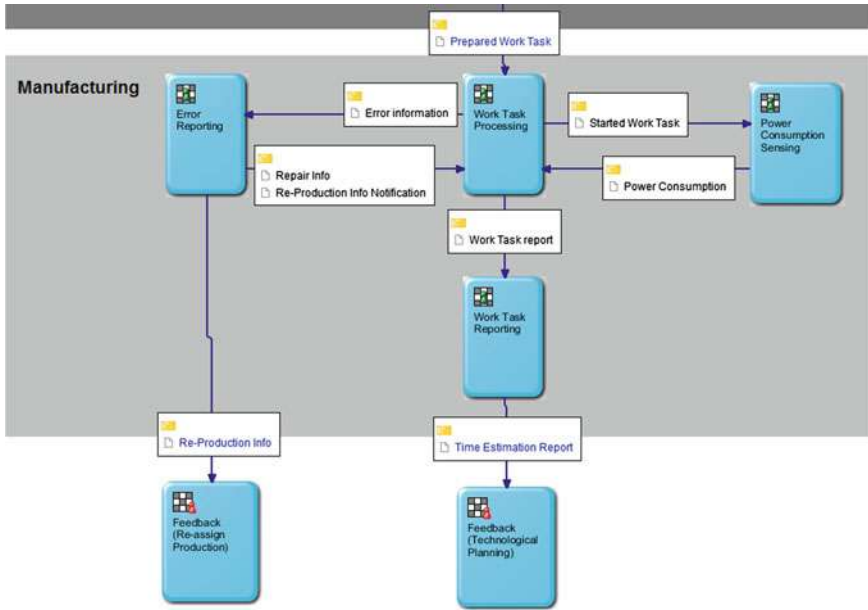 Prepared Work Task
Manufacturing
Error
Reporting
Error information
Work Task
Processing
Started Work Task
Power
Consumption
Sensing
Repair Info
Re-Production Info Notification
Power Consumption
Work Task report
Work Task
Reporting
Re-Production Info
Time Estimation Report
Feedback
(Re-assign
Production)
Feedback
(Technological
Planning)